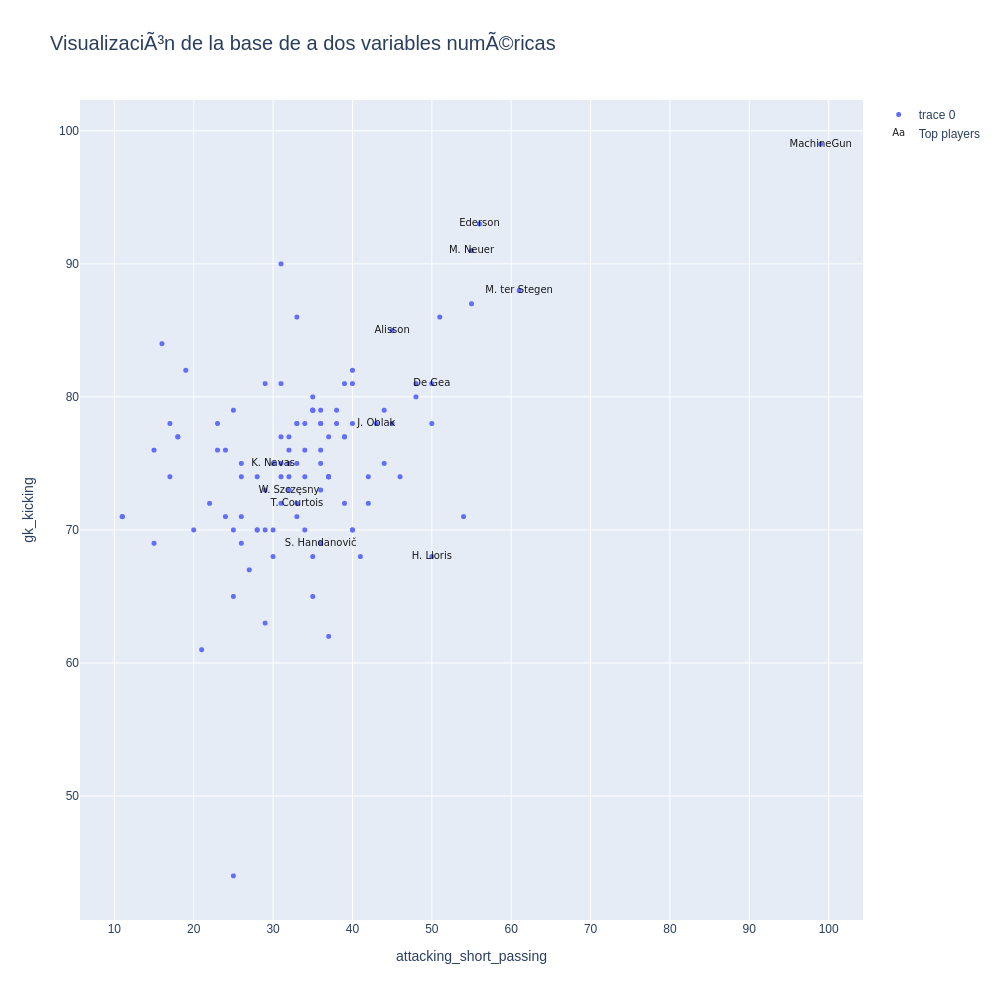 VisualizaciÃ³n de la base de a dos variables numÃ©ricas
trace 0
Aa Top players
MachineGun
Ederson
M. Neuer
M. ter Stegen
Alisson
De Gea
J. Oblak
K. Navas
W. Szczęsny
T. Courtois
S. Handanovič
H. Lloris
100
90
80
70
60
50
gk_kicking
10 20 30 40 50 60 70 80 90 100
attacking_short_passing